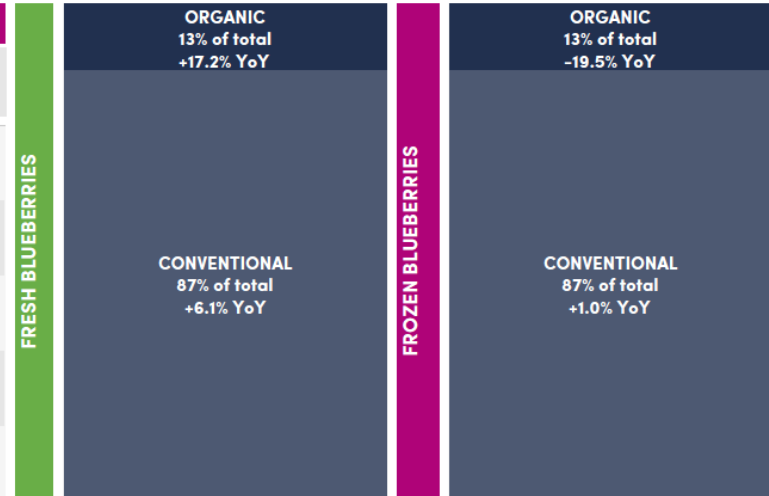 FRESH BLUEBERRIES
ORGANIC
13% of total
+17.2% YoY
CONVENTIONAL
87% of total
+6.1% YoY
FROZEN BLUEBERRIES
ORGANIC
13% of total
-19.5% YoY
CONVENTIONAL
87% of total
+1.0% YoY